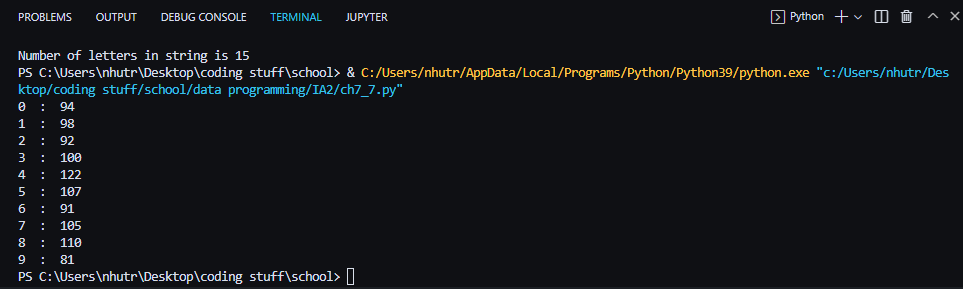 PROBLEMS OUTPUT DEBUG CONSOLE TERMINAL JUPYTER Python
Number of letters in string is 15
PS C:\Users\nhutr\Desktop\coding stuff\school> & C:/Users/nhutr/AppData/Local/Programs/Python/Python39/python.exe "c:/Users/nhutr/Des
ktop/coding stuff/school/data programming/IA2/ch7_7.py"
0 : 94
1 : 98
2 : 92
3 : 100
4 : 122
5 : 107
6 : 91
7 : 105
8 : 110
9 : 81
PS C:\Users\nhutr\Desktop\coding stuff\school>